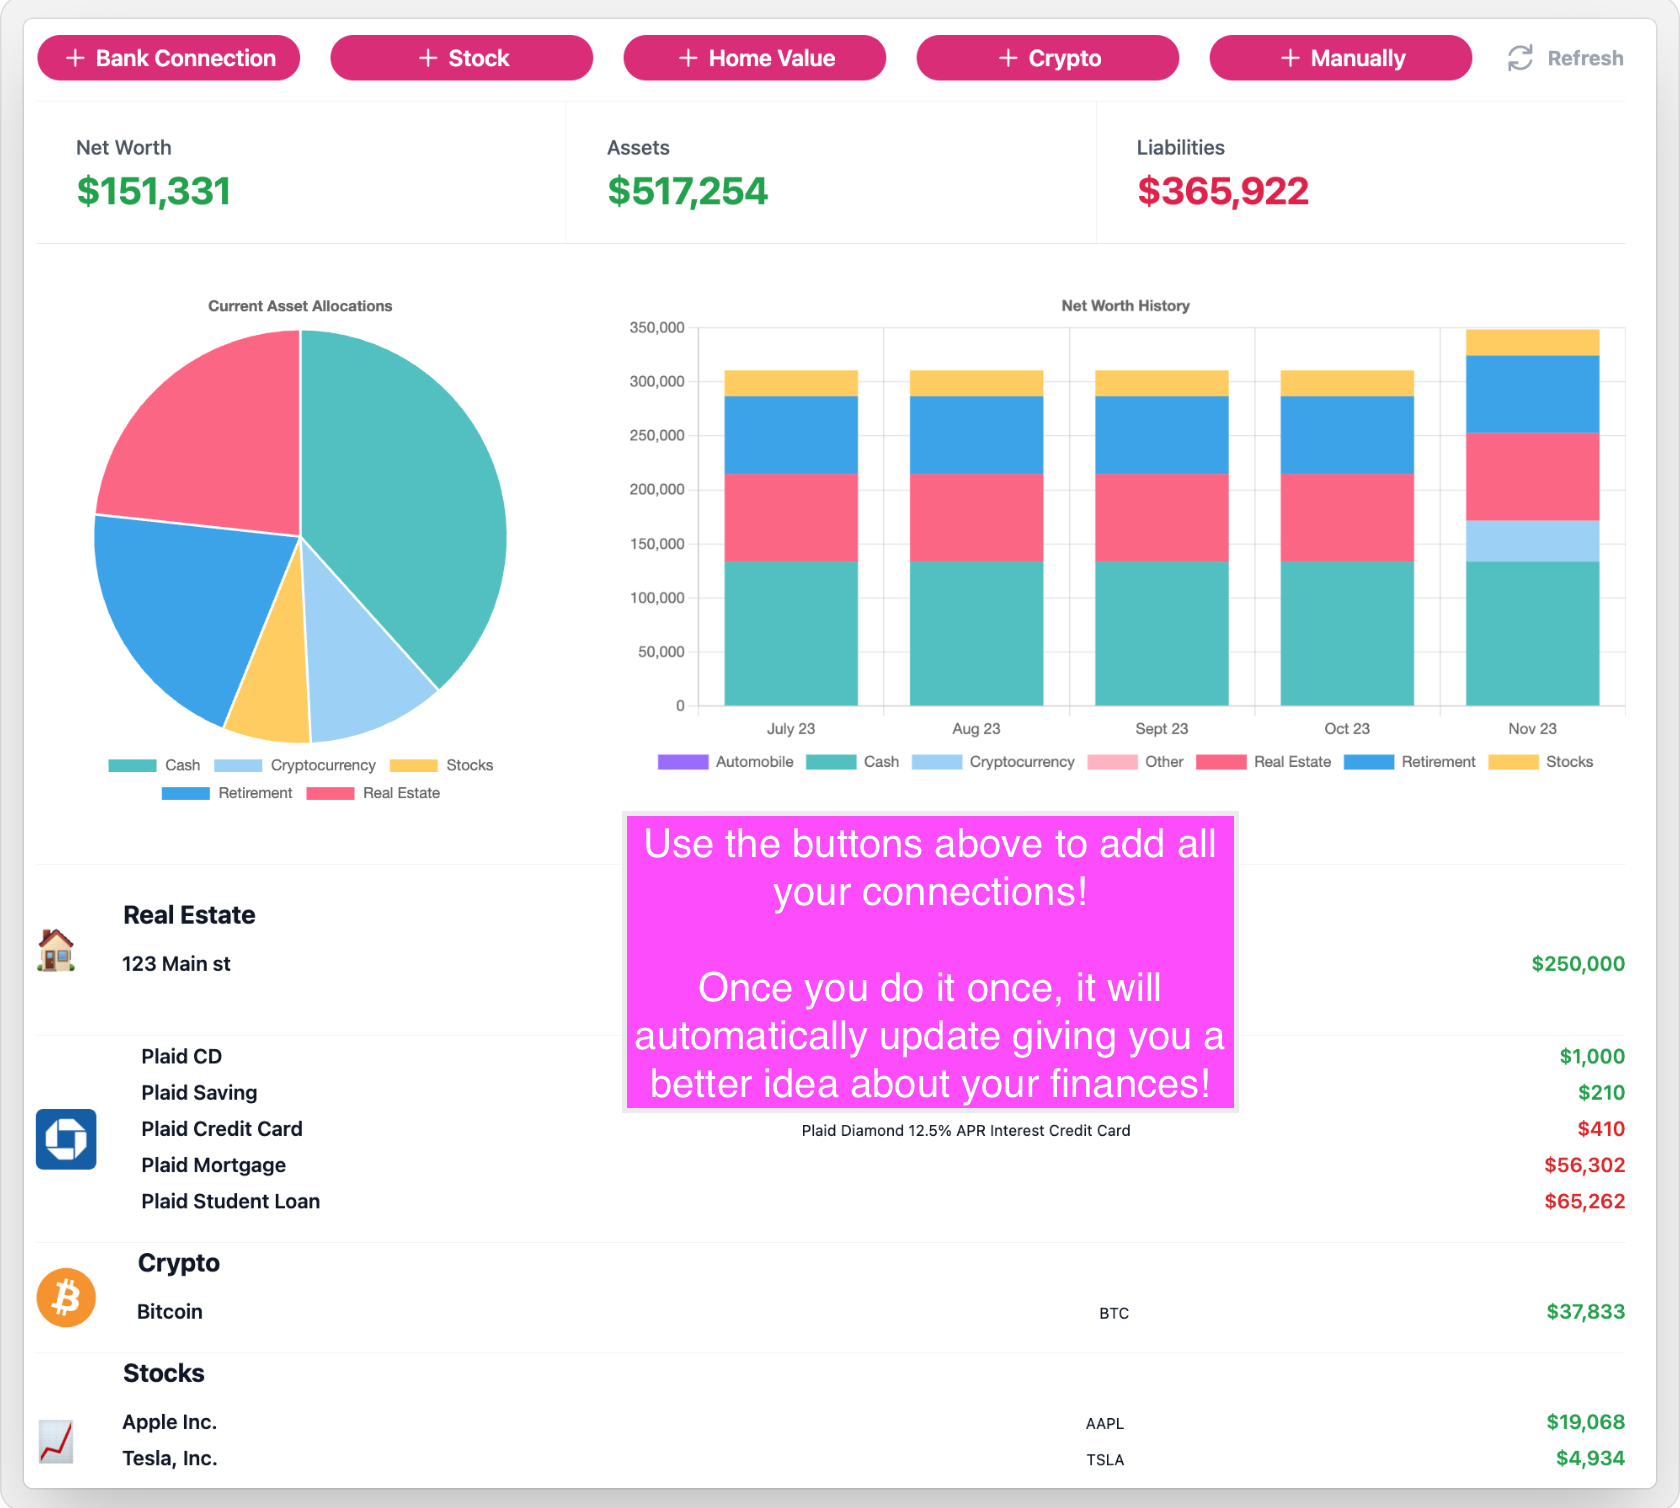 + Bank Connection
+ Stock
+ Home Value
+ Crypto
+ Manually
Refresh
Net Worth
$151,331
Assets
$517,254
Liabilities
$365,922
Current Asset Allocations
Cash
Cryptocurrency
Stocks
Retirement
Real Estate
Net Worth History
350,000
300,000
250,000
200,000
150,000
100,000
50,000
0
July 23
Aug 23
Sept 23
Oct 23
Nov 23
Automobile
Cash
Cryptocurrency
Other
Real Estate
Retirement
Stocks
Use the buttons above to add all
your connections!
Once you do it once, it will
automatically update giving you a
better idea about your finances!
Real Estate
123 Main st
$250,000
Plaid CD
$1,000
Plaid Saving
$210
Plaid Credit Card
Plaid Diamond 12.5% APR Interest Credit Card
$410
Plaid Mortgage
$56,302
Plaid Student Loan
$65,262
Crypto
Bitcoin
BTC
$37,833
Stocks
Apple Inc.
AAPL
$19,068
Tesla, Inc.
TSLA
$4,934